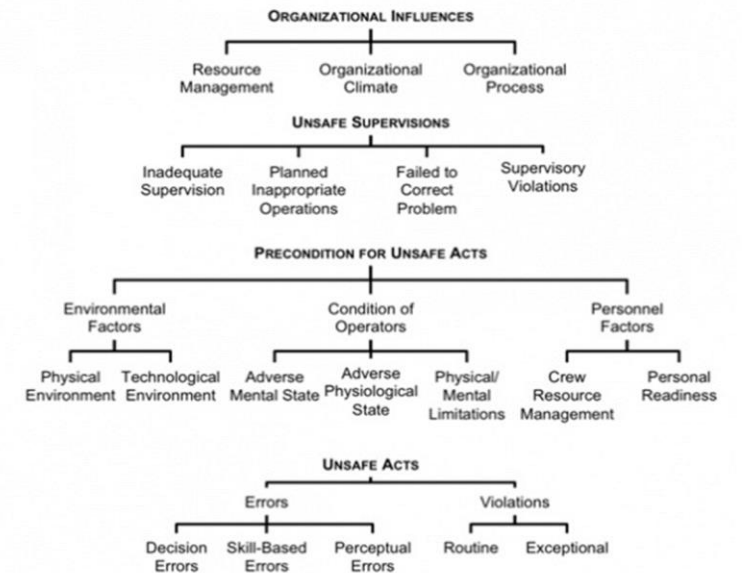 ORGANIZATIONAL INFLUENCES
Resource Management
Organizational Climate
Organizational Process
UNSAFE SUPERVISIONS
Inadequate Supervision
Planned Inappropriate Operations
Failed to Correct Problem
Supervisory Violations
PRECONDITION FOR UNSAFE ACTS
Environmental Factors
Condition of Operators
Personnel Factors
Physical Environment
Technological Environment
Adverse Mental State
Adverse Physiological State
Physical/ Mental Limitations
Crew Resource Management
Personal Readiness
UNSAFE ACTS
Errors
Violations
Decision Errors
Skill-Based Errors
Perceptual Errors
Routine
Exceptional